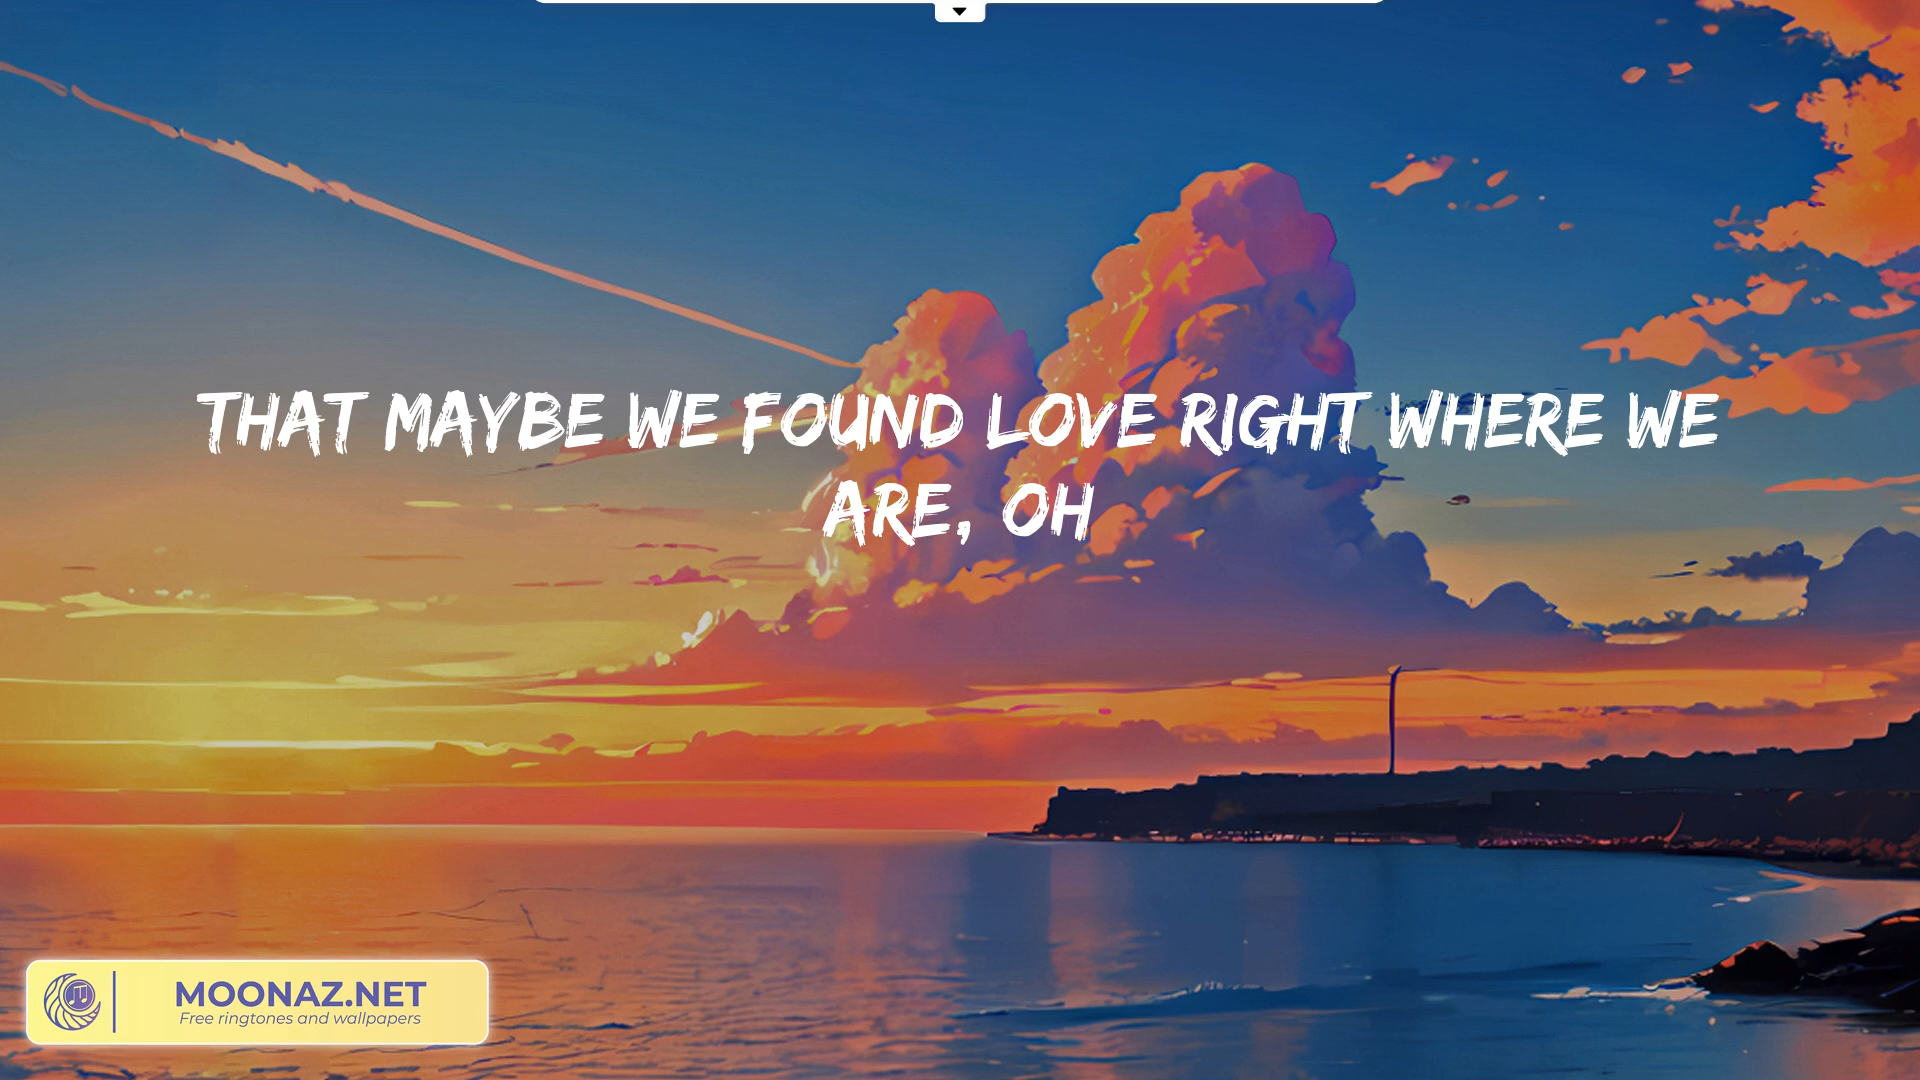 THAT MAYBE WE FOUND LOVE RIGHT WHERE WE
ARE, OH
MOONAZ.NET
Free ringtones and wallpapers